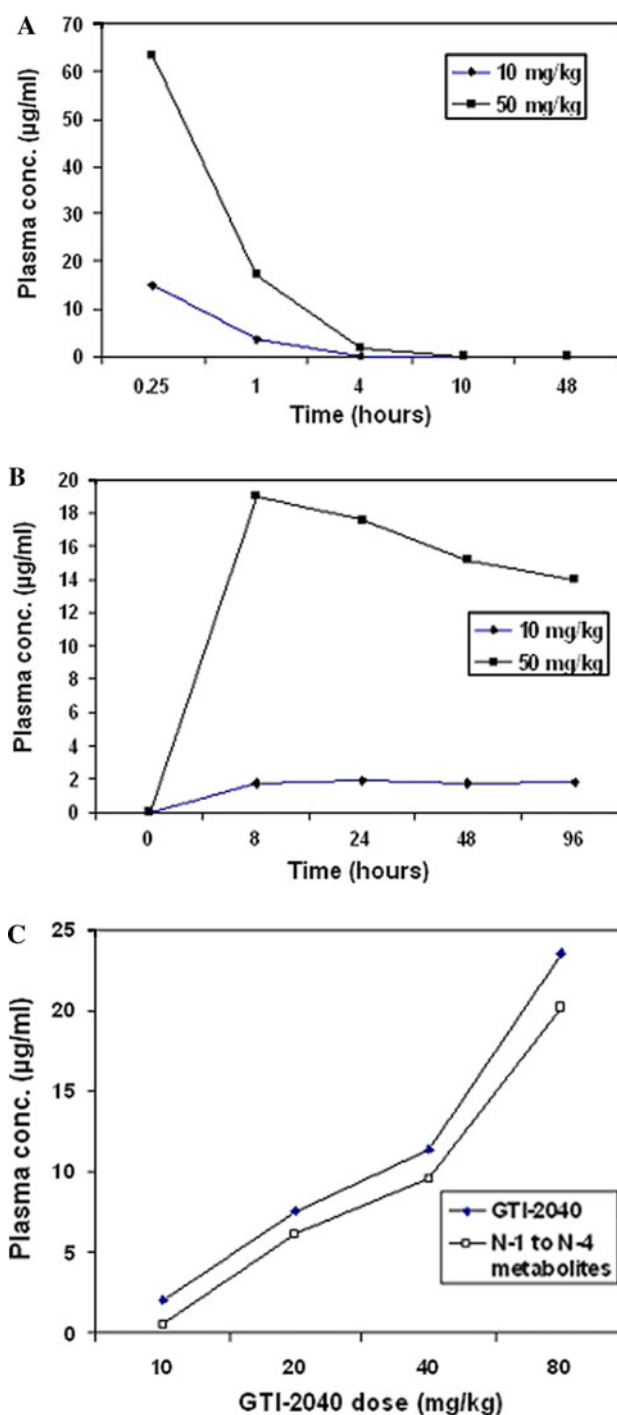 A
Plasma conc. (µg/ml)
70
60
50
40
30
20
10
0
10 mg/kg
50 mg/kg
0.25 1 4 10 48
Time (hours)
B
Plasma conc. (µg/ml)
20
18
16
14
12
10
8
6
4
2
0
10 mg/kg
50 mg/kg
0 8 24 48 96
Time (hours)
C
Plasma conc. (µg/ml)
25
20
15
10
5
0
GTI-2040
N-1 to N-4
metabolites
10 20 40 80
GTI-2040 dose (mg/kg)